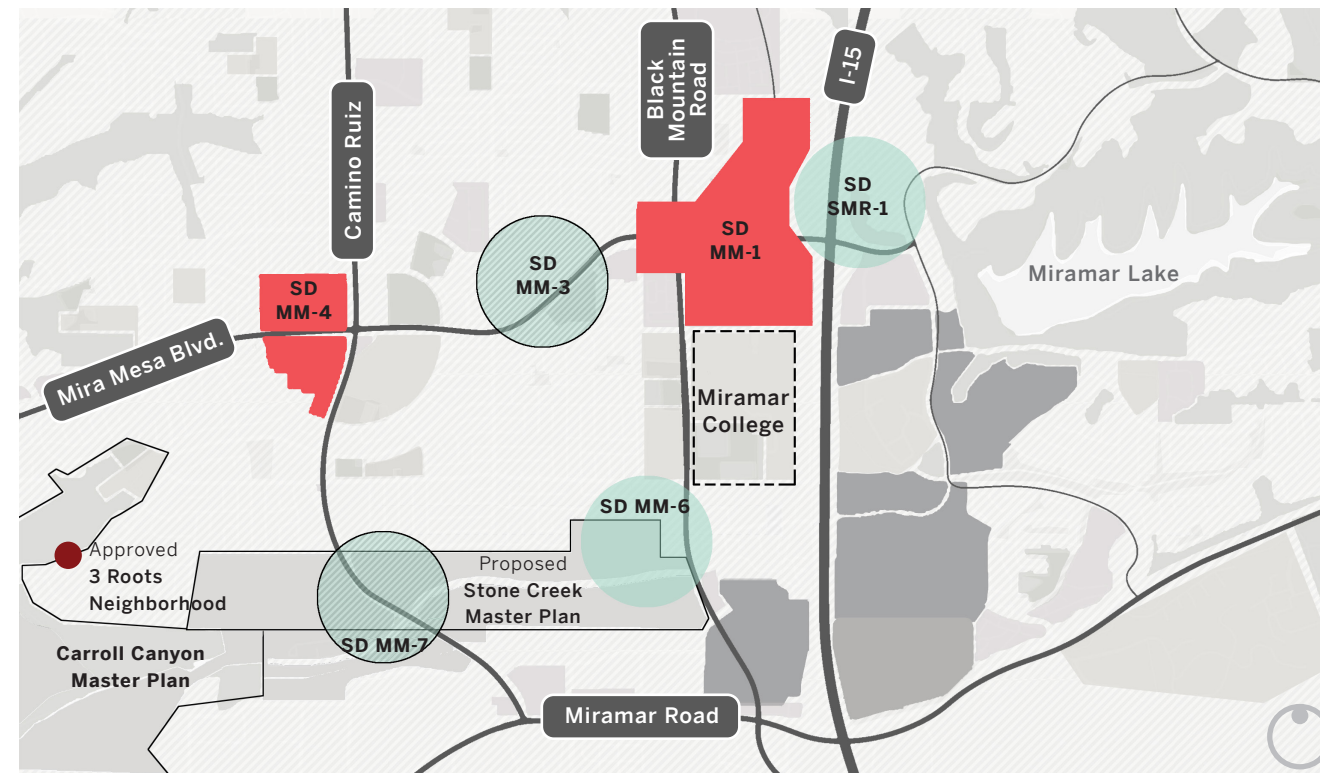 Black
Mountain
Road
I-15
Camino Ruiz
SD
SMR-1
SD
MM-1
SD
MM-3
Miramar Lake
SD
MM-4
Mira Mesa Blvd.
Miramar
College
SD MM-6
Approved
3 Roots
Neighborhood
Proposed
Stone Creek
Master Plan
SD MM-7
Carroll Canyon
Master Plan
Miramar Road